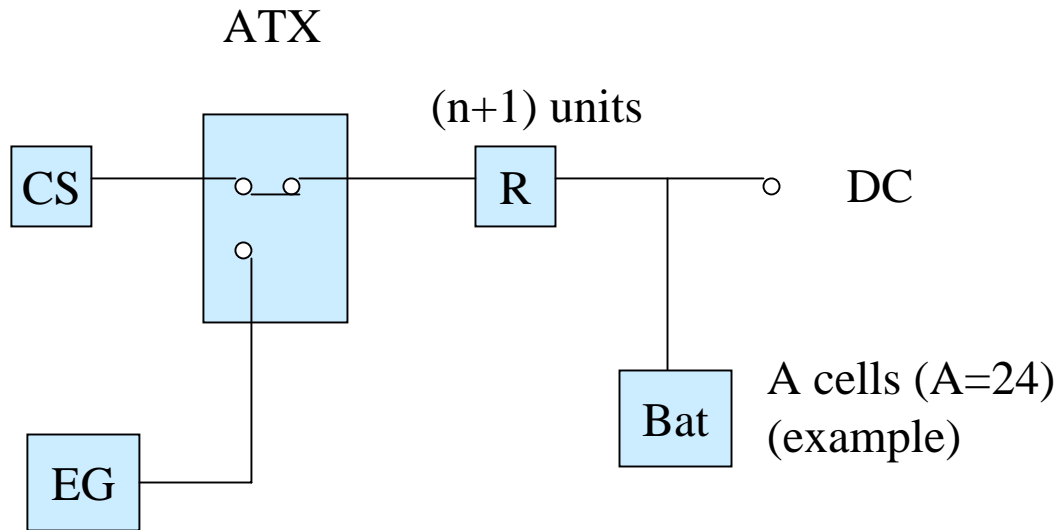 ATX
(n+1) units
CS
R
DC
Bat
A cells (A=24)
(example)
EG